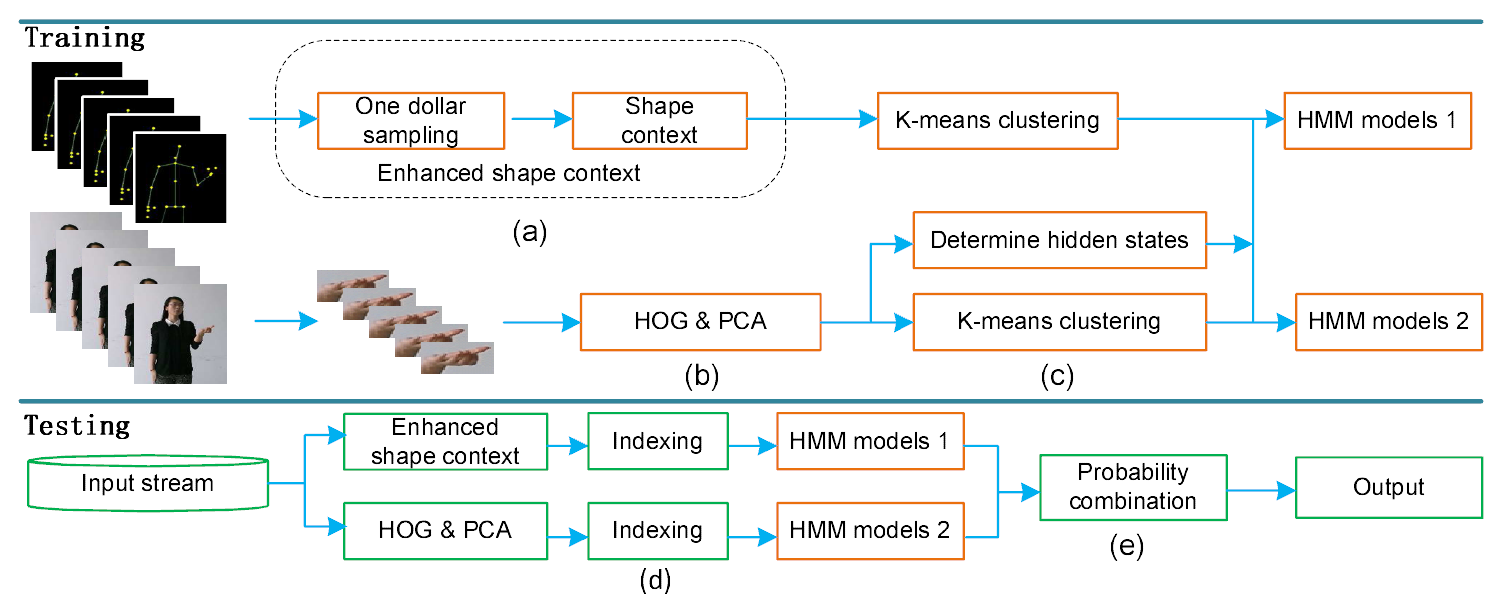 Training
One dollar
sampling
Shape
context
Enhanced shape context
K-means clustering
HMM models 1
(a)
Determine hidden states
HOG & PCA
K-means clustering
HMM models 2
(b)
(c)
Testing
Input stream
Enhanced
shape context
Indexing
HMM models 1
HOG & PCA
Indexing
HMM models 2
Probability
combination
Output
(d)
(e)